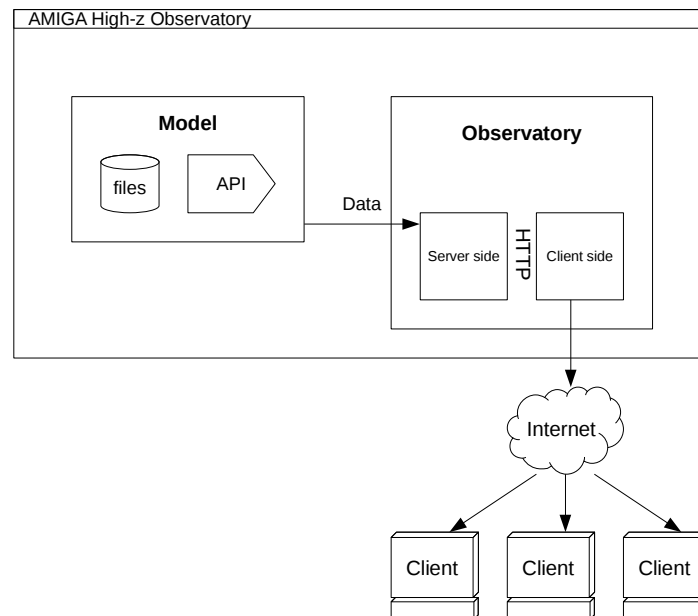 AMIGA High-z Observatory
Model
files
API
Data
Observatory
Server side
HTTP
Client side
Internet
Client
Client
Client